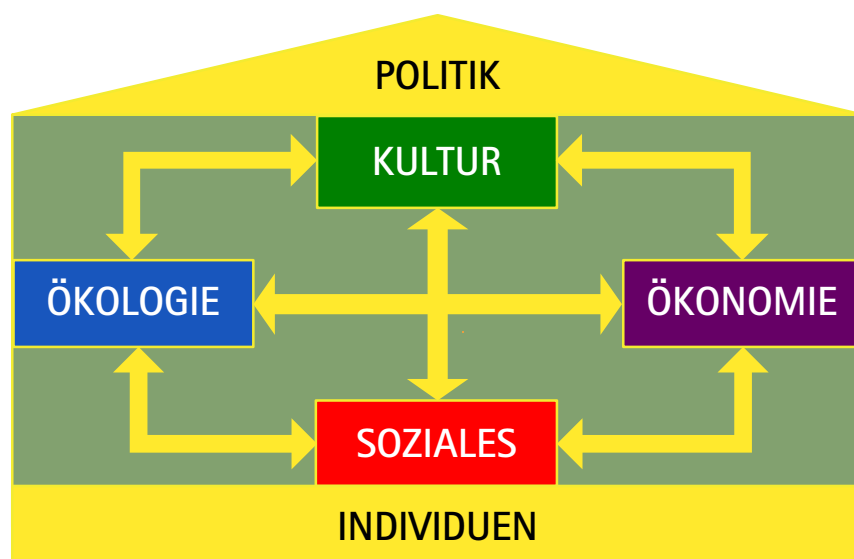 POLITIK
KULTUR
ÖKOLOGIE
ÖKONOMIE
SOZIALES
INDIVIDUEN